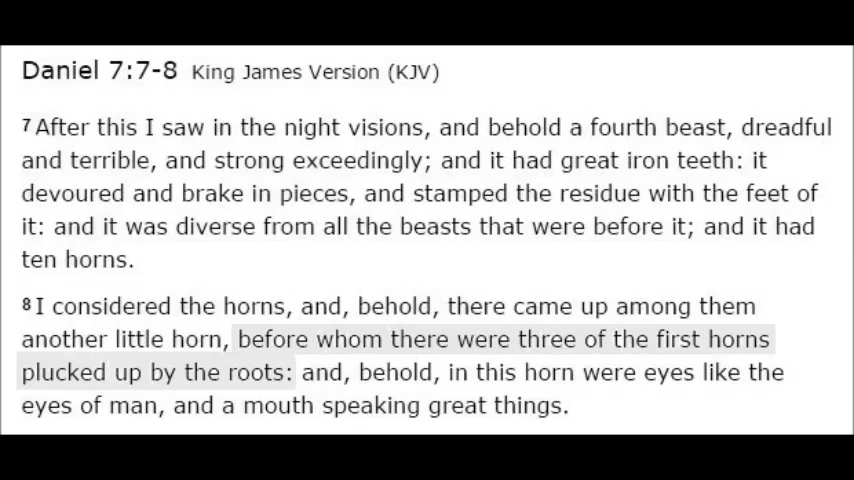 Daniel 7:7-8 King James Version (KJV)
7 After this I saw in the night visions, and behold a fourth beast, dreadful
and terrible, and strong exceedingly; and it had great iron teeth: it
devoured and brake in pieces, and stamped the residue with the feet of
it: and it was diverse from all the beasts that were before it; and it had
ten horns.
8 I considered the horns, and, behold, there came up among them
another little horn, before whom there were three of the first horns
plucked up by the roots: and, behold, in this horn were eyes like the
eyes of man, and a mouth speaking great things.